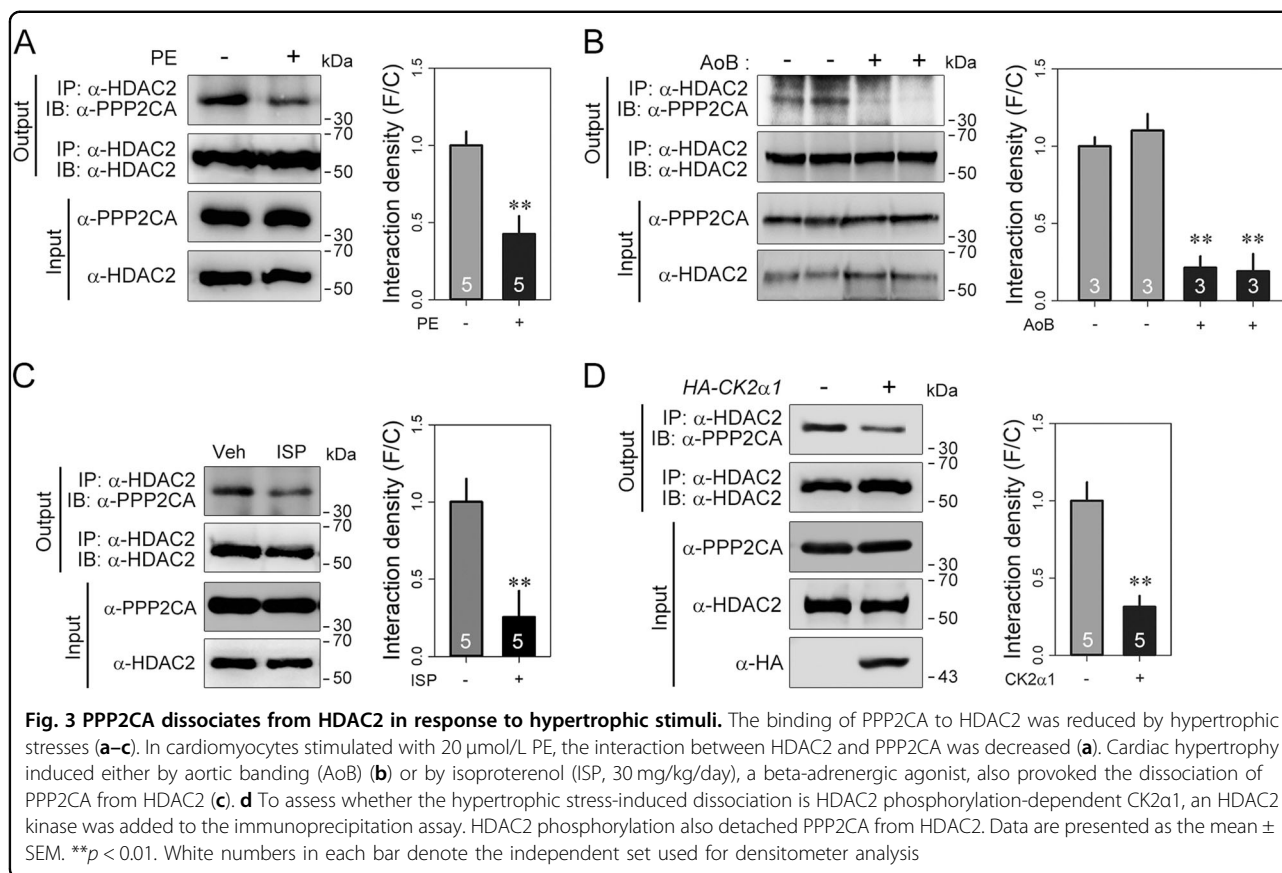 A
PE - + kDa
Output
IP: α-HDAC2
IB: α-PPP2CA
-30
-70
IP: α-HDAC2
IB: α-HDAC2
-50
Input
α-PPP2CA
-30
-70
α-HDAC2
-50
Interaction density (F/C)
1.5
1.0
0.5
0.0
**
5 5
PE - +
B
AoB : - - + + kDa
Output
IP: α-HDAC2
IB: α-PPP2CA
-30
-70
IP: α-HDAC2
IB: α-HDAC2
-50
Input
α-PPP2CA
-30
-70
α-HDAC2
-50
Interaction density (F/C)
1.5
1.0
0.5
0.0
** **
3 3 3 3
AoB - - + +
C
Veh ISP kDa
Output
IP: α-HDAC2
IB: α-PPP2CA
-30
-70
IP: α-HDAC2
IB: α-HDAC2
-50
Input
α-PPP2CA
-30
-70
α-HDAC2
-50
Interaction density (F/C)
1.5
1.0
0.5
0.0
**
5 5
ISP - +
D
HA-CK2α1 - + kDa
Output
IP: α-HDAC2
IB: α-PPP2CA
-30
-70
IP: α-HDAC2
IB: α-HDAC2
-50
Input
α-PPP2CA
-30
-70
α-HDAC2
-50
α-HA
-43
Interaction density (F/C)
1.5
1.0
0.5
0.0
**
5 5
CK2α1 - +
Fig. 3 PPP2CA dissociates from HDAC2 in response to hypertrophic stimuli. The binding of PPP2CA to HDAC2 was reduced by hypertrophic
stresses (a–c). In cardiomyocytes stimulated with 20 μmol/L PE, the interaction between HDAC2 and PPP2CA was decreased (a). Cardiac hypertrophy
induced either by aortic banding (AoB) (b) or by isoproterenol (ISP, 30 mg/kg/day), a beta-adrenergic agonist, also provoked the dissociation of
PPP2CA from HDAC2 (c). d To assess whether the hypertrophic stress-induced dissociation is HDAC2 phosphorylation-dependent CK2α1, an HDAC2
kinase was added to the immunoprecipitation assay. HDAC2 phosphorylation also detached PPP2CA from HDAC2. Data are presented as the mean ±
SEM. **p < 0.01. White numbers in each bar denote the independent set used for densitometer analysis